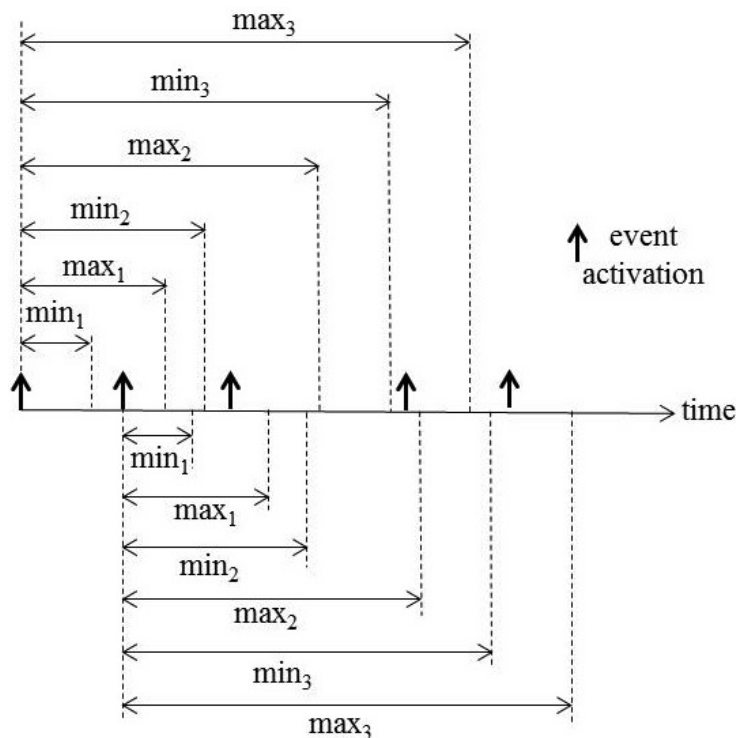 max₃
min₃
max₂
min₂
max₁
min₁
event
activation
time
min₁
max₁
min₂
max₂
min₃
max₃